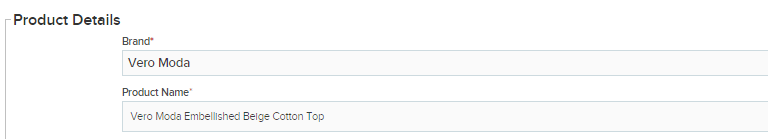 Product Details
Brand*
Vero Moda
Product Name*
Vero Moda Embellished Beige Cotton Top